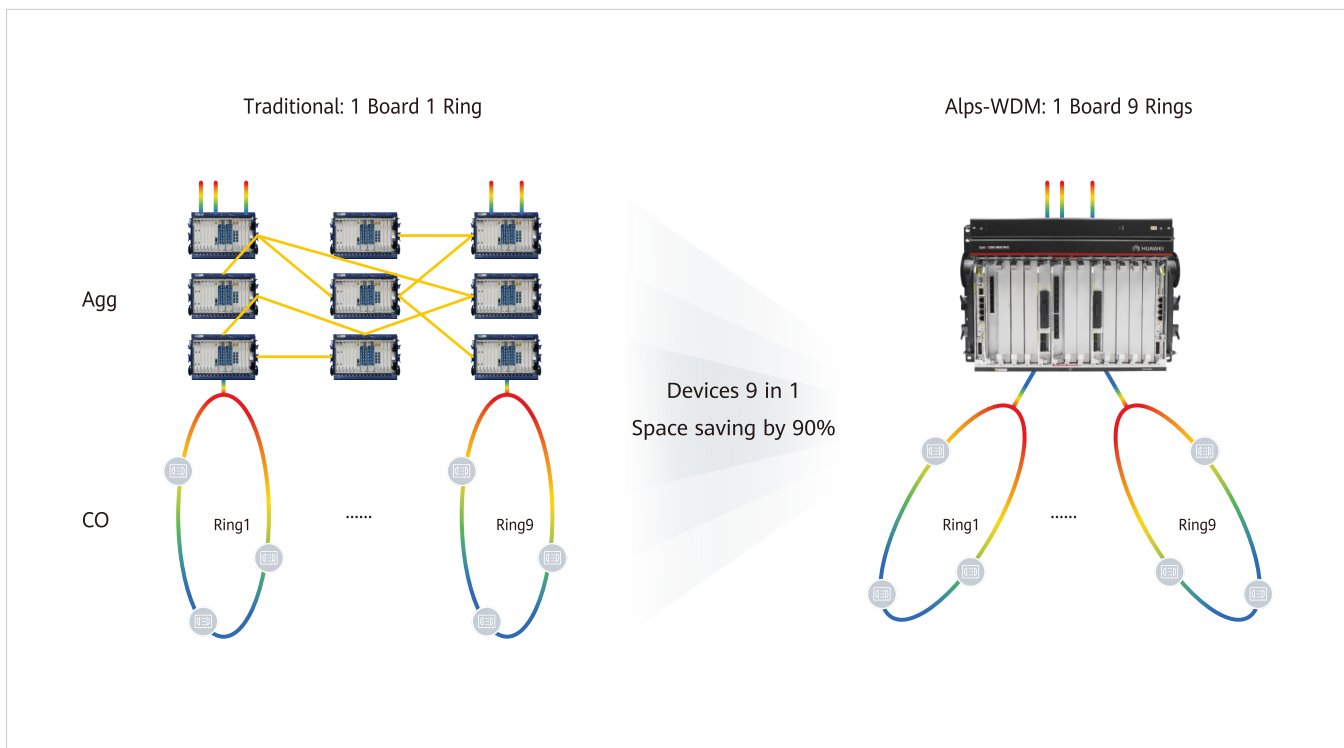 Traditional: 1 Board 1 Ring
Alps-WDM: 1 Board 9 Rings
HUAWEI
Agg
Devices 9 in 1
Space saving by 90%
CO
Ring1
......
Ring9
Ring1
......
Ring9